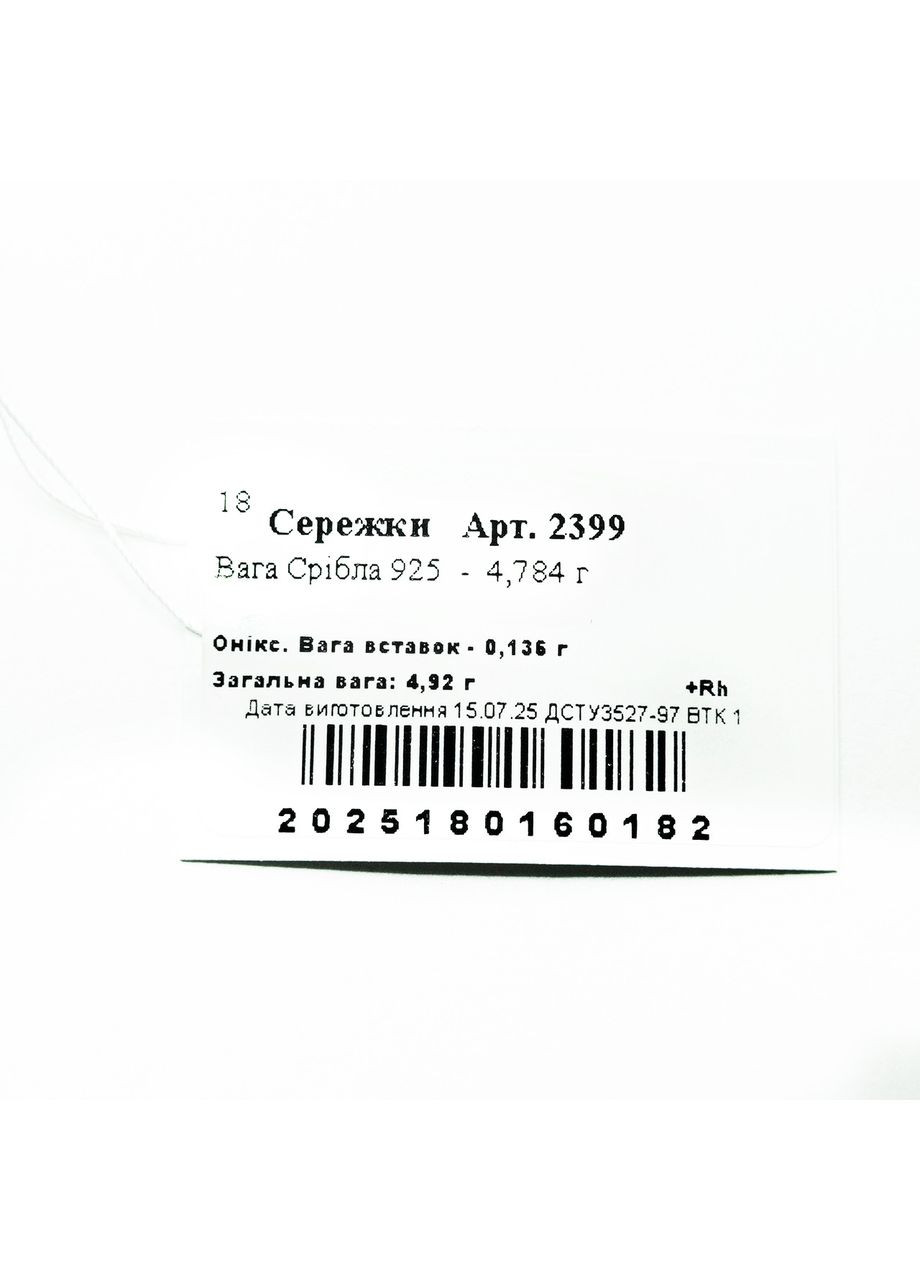 18
Сережки Арт. 2399
Вага Срібла 925 - 4,784 г
Онікс. Вага вставок - 0,136 г
Загальна вага: 4,92 г +Rh
Дата виготовлення 15.07.25 ДСТУ3527-97 ВТК 1
2025180160182